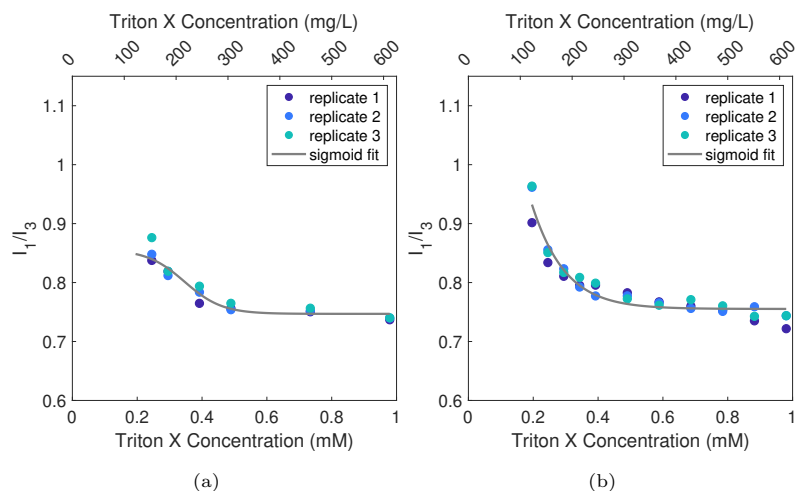 Triton X Concentration (mg/L)
0 100 200 300 400 500 600
1.1
1
0.9
0.8
0.7
0.6
I1/I3
replicate 1
replicate 2
replicate 3
sigmoid fit
0 0.2 0.4 0.6 0.8 1
Triton X Concentration (mM)
(a)
Triton X Concentration (mg/L)
0 100 200 300 400 500 600
1.1
1
0.9
0.8
0.7
0.6
I1/I3
replicate 1
replicate 2
replicate 3
sigmoid fit
0 0.2 0.4 0.6 0.8 1
Triton X Concentration (mM)
(b)